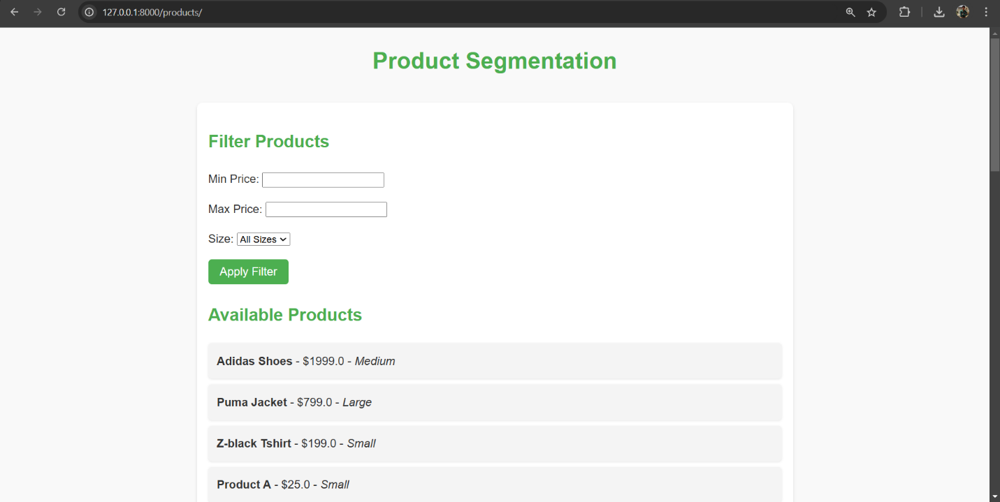 127.0.0.1:8000/products/
Product Segmentation
Filter Products
Min Price:
Max Price:
Size: All Sizes
Apply Filter
Available Products
Adidas Shoes - $1999.0 - Medium
Puma Jacket - $799.0 - Large
Z-black Tshirt - $199.0 - Small
Product A - $25.0 - Small